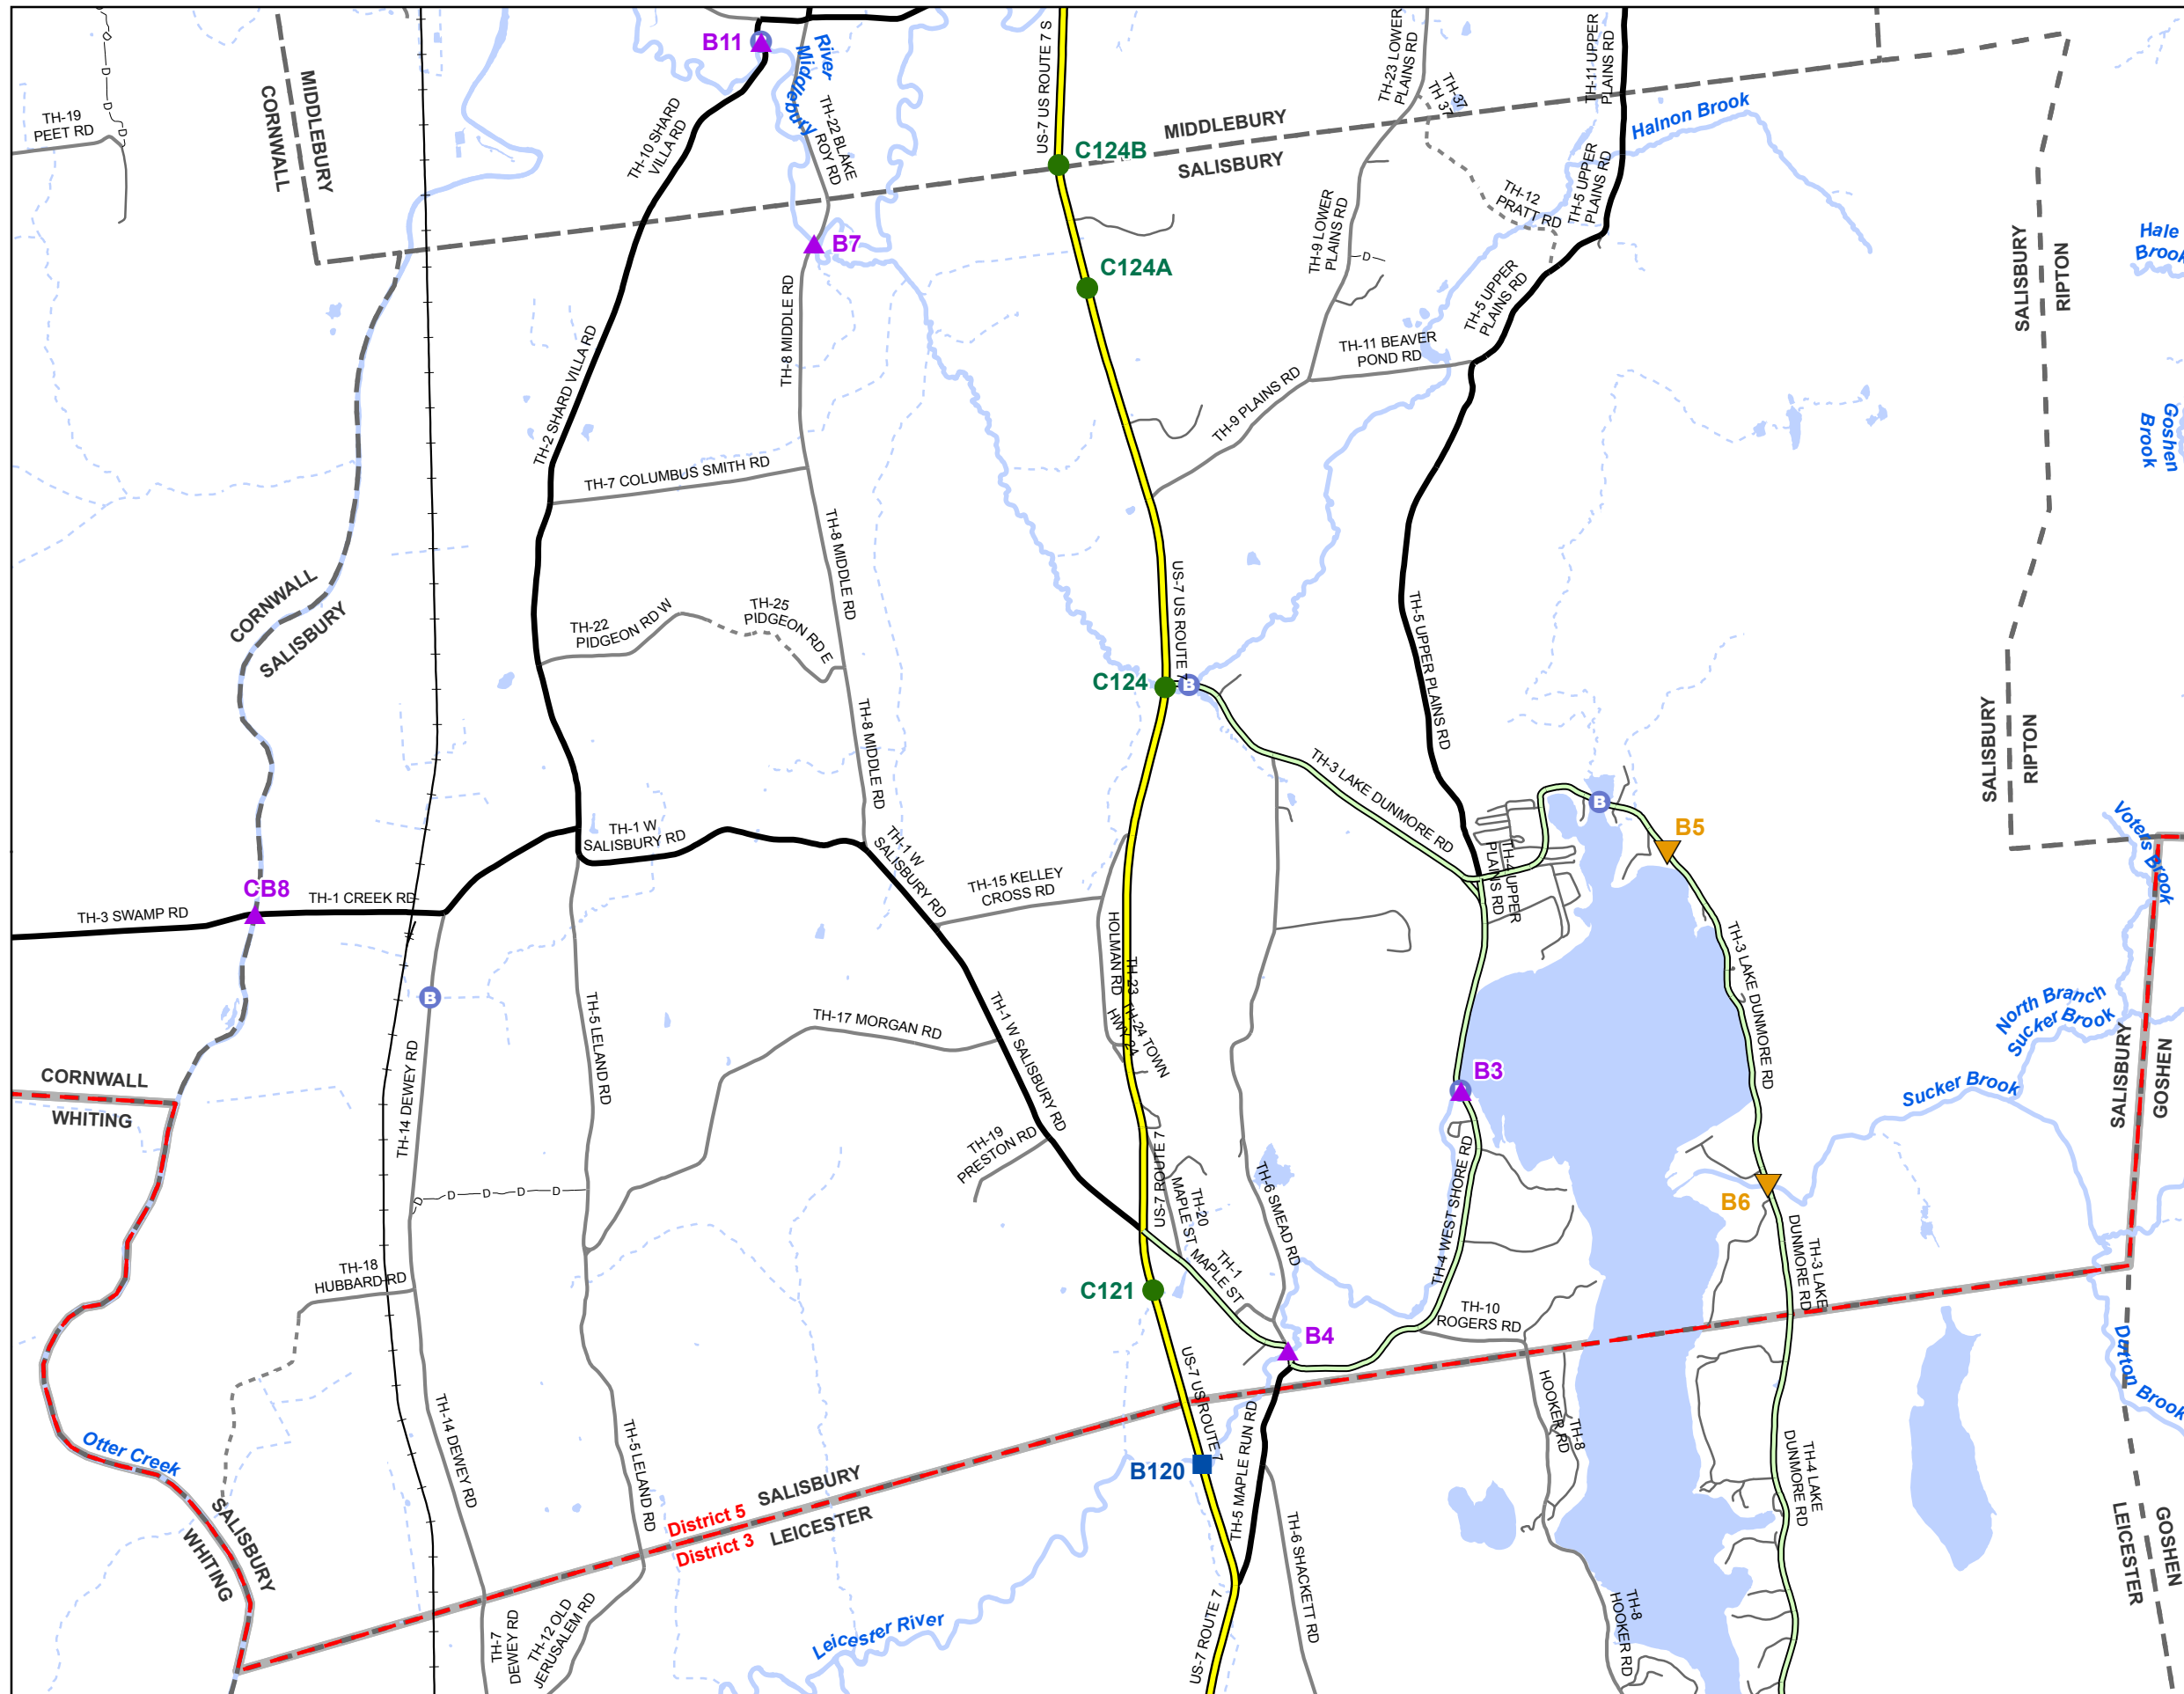 B11
River
Middlebury
US-7 US ROUTE 7 S
TH-23 LOWER
PLAINS RD
TH-37
TH 37
TH-11 UPPER
PLAINS RD
Halnon Brook
D
D
D
TH-19
PEET RD
MIDDLEBURY
CORNWALL
TH-10 SHARD
VILLA RD
TH-22 BLAKE
ROY RD
MIDDLEBURY
SALISBURY
C124B
TH-12
PRATT RD
TH-5 UPPER
PLAINS RD
TH-9 LOWER
PLAINS RD
D
B7
C124A
SALISBURY
RIPTON
Hale
Brook
TH-5 UPPER
PLAINS RD
TH-8 MIDDLE RD
TH-2 SHARD VILLA RD
TH-11 BEAVER
POND RD
TH-9 PLAINS RD
Goshen
Brook
TH-7 COLUMBUS SMITH RD
TH-8 MIDDLE RD
CORNWALL
SALISBURY
TH-22
PIDGEON RD W
TH-25
PIDGEON RD E
US-7 US ROUTE 7
TH-5 UPPER PLAINS RD
C124
B
TH-8 MIDDLE RD
TH-3 LAKE DUNMORE RD
SALISBURY
RIPTON
B
B5
TH-1 W
SALISBURY RD
TH-1 W
SALISBURY RD
TH-4 UPPER
PLAINS RD
Voters Brook
CB8
TH-3 SWAMP RD
TH-1 CREEK RD
TH-15 KELLEY
CROSS RD
HOLMAN RD
TH-23
TH-3 LAKE DUNMORE RD
B
TH-5 LELAND RD
TH-17 MORGAN RD
TH-1 W SALISBURY RD
TH-24 TOWN
HWY 24
North Branch
Sucker Brook
SALISBURY
GOSHEN
CORNWALL
WHITING
TH-14 DEWEY RD
B3
Sucker Brook
TH-19
PRESTON RD
US-7 ROUTE 7
TH-20
MAPLE ST
TH-6 SMEAD RD
TH-4 WEST SHORE RD
D
D
D
D
D
B6
TH-18
HUBBARD RD
TH-1
MAPLE ST
C121
TH-3 LAKE
DUNMORE RD
TH-10
ROGERS RD
B4
Dutton Brook
US-7 US ROUTE 7
TH-8
HOOKER RD
TH-14 DEWEY RD
TH-5 LELAND RD
TH-5 MAPLE RUN RD
TH-4 LAKE
DUNMORE RD
Otter Creek
B120
SALISBURY
LEICESTER
District 5
District 3
SALISBURY
WHITING
TH-6 SHACKETT RD
GOSHEN
LEICESTER
TH-7
DEWEY RD
TH-12 OLD
JERUSALEM RD
Leicester River
US-7 ROUTE 7
TH-8
HOOKER RD